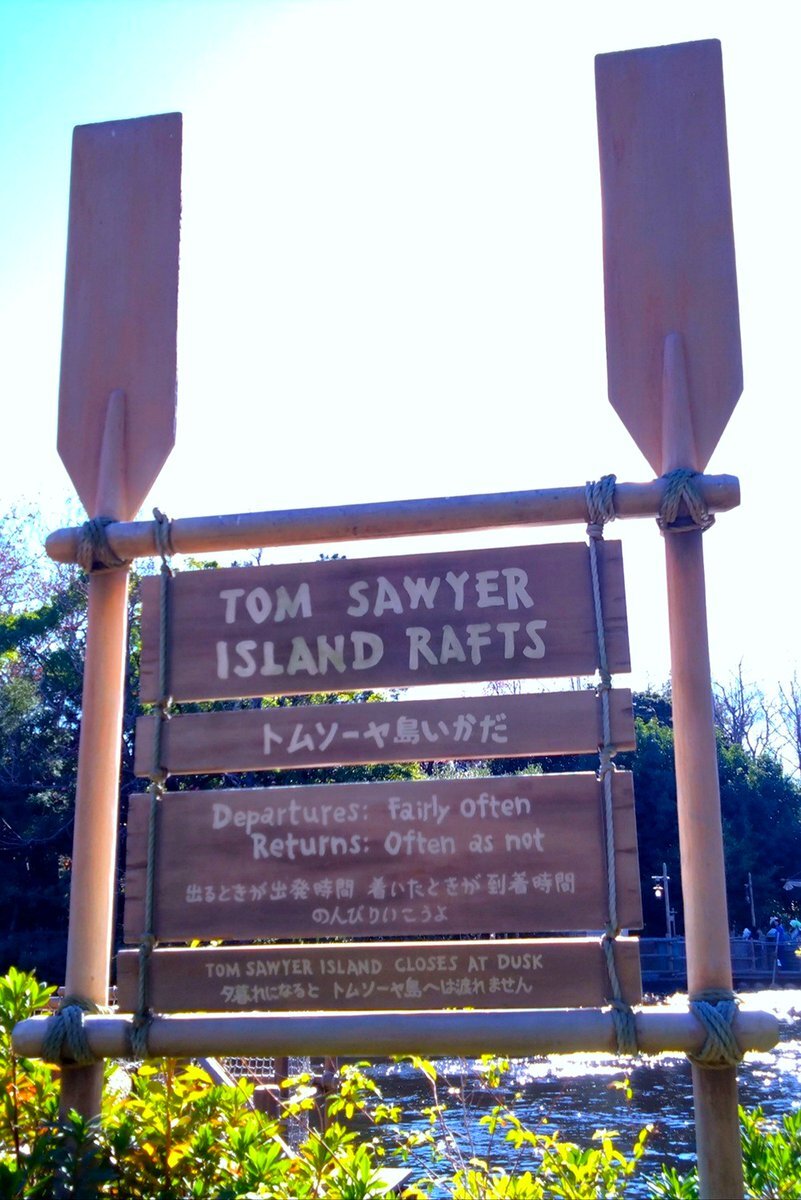 TOM SAWYER
ISLAND RAFTS
トムソーヤ島いかだ
Departures: Fairly Often
Returns: Often as not
出るときが出発時間 着いたときが到着時間
のんびりいこうよ
TOM SAWYER ISLAND CLOSES AT DUSK
夕暮れになると トムソーヤ島へは渡れません